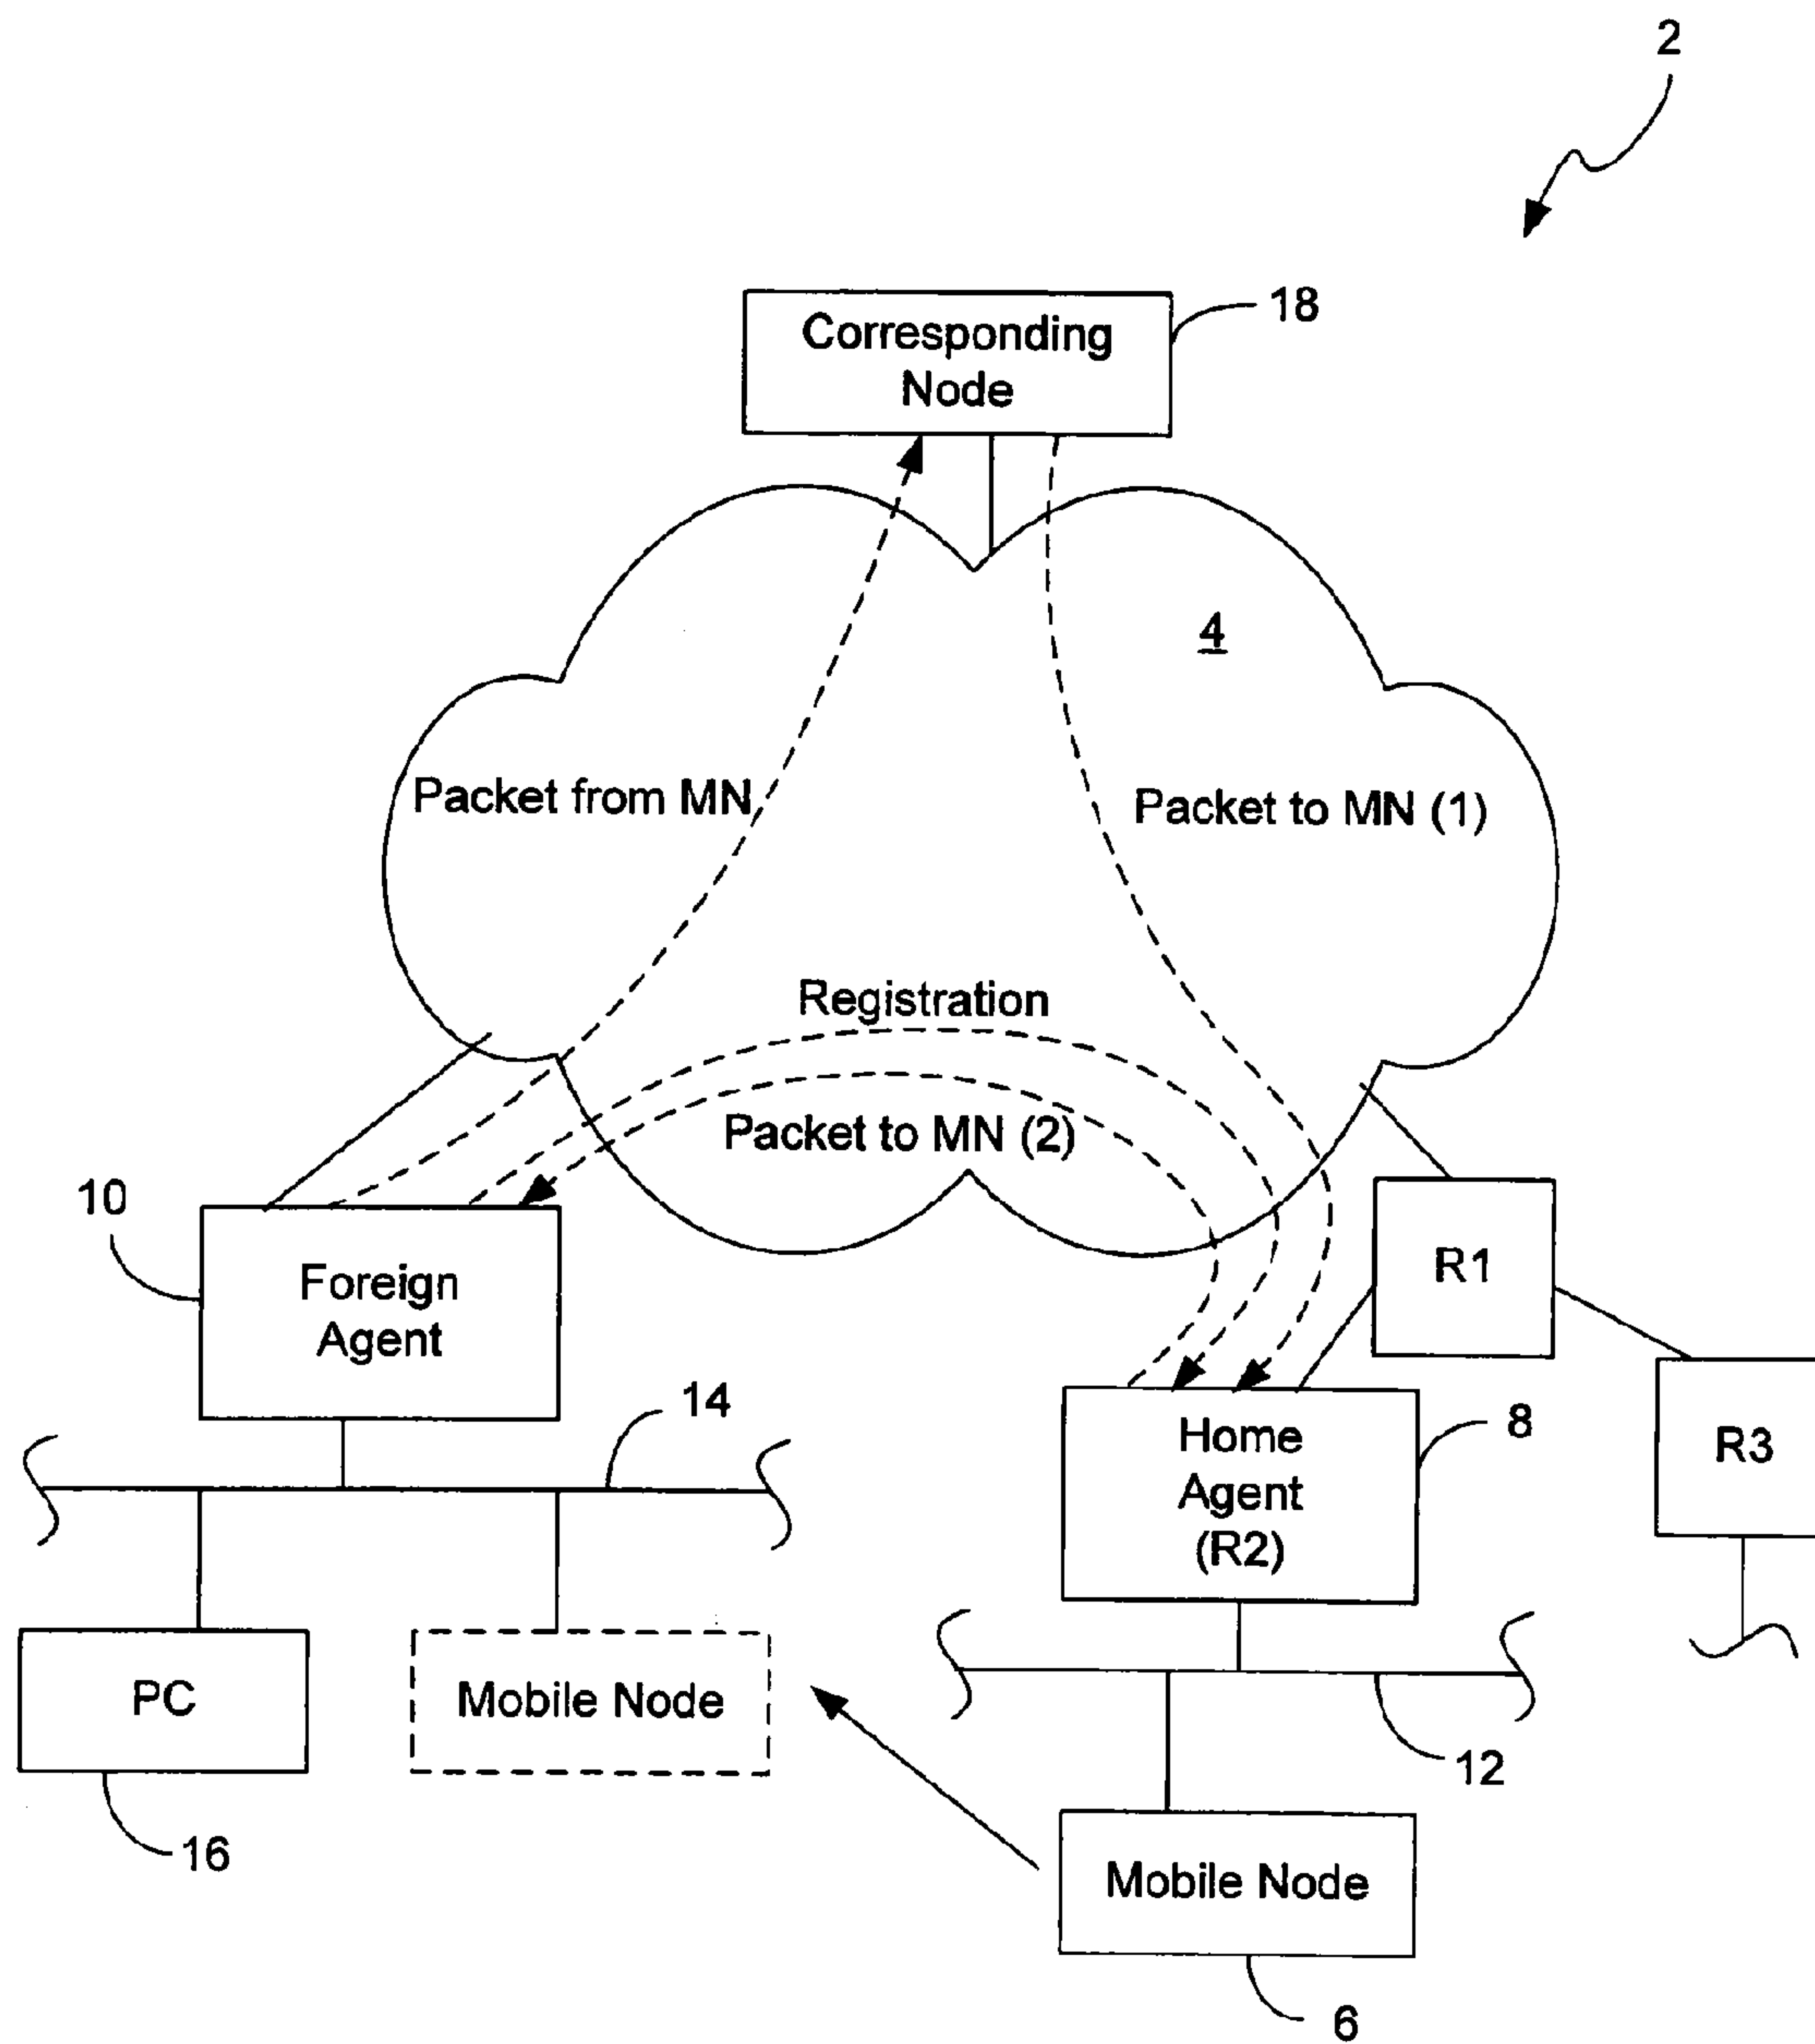 2
18
Corresponding
Node
4
Packet from MN
Packet to MN (1)
Registration
Packet to MN (2)
10
Foreign
Agent
R1
14
Home
Agent
(R2)
8
R3
PC
Mobile Node
12
16
Mobile Node
6